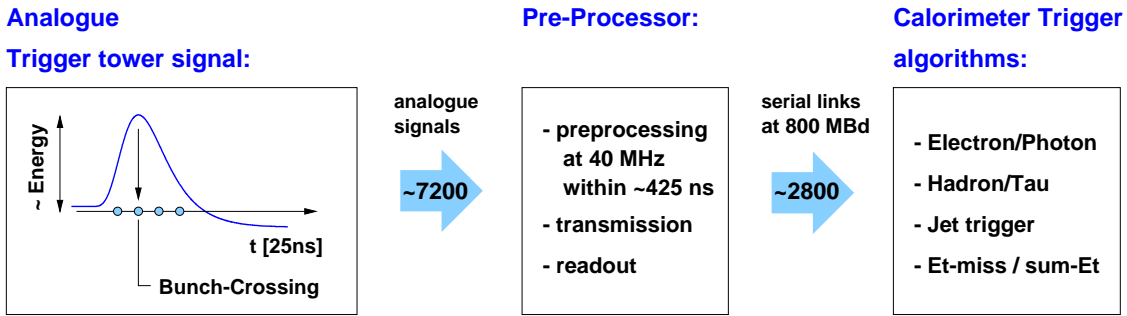 Analogue
Trigger tower signal:
~ Energy
t [25ns]
Bunch-Crossing
analogue
signals
~7200
Pre-Processor:
- preprocessing
at 40 MHz
within ~425 ns
- transmission
- readout
serial links
at 800 MBd
~2800
Calorimeter Trigger
algorithms:
- Electron/Photon
- Hadron/Tau
- Jet trigger
- Et-miss / sum-Et